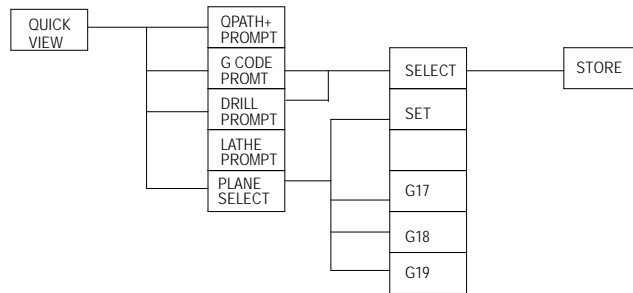 QUICK
VIEW
QPATH+
PROMPT
G CODE
PROMT
DRILL
PROMPT
LATHE
PROMPT
PLANE
SELECT
SELECT
SET
G17
G18
G19
STORE